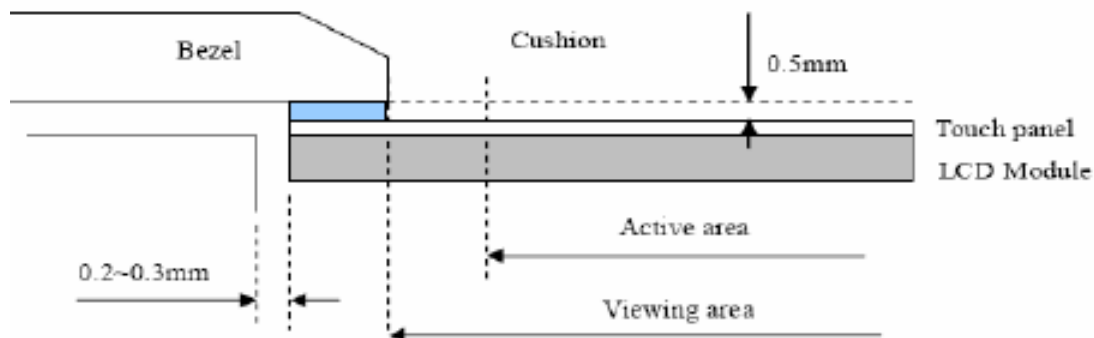 Cushion
Bezel
0.5mm
Touch panel
LCD Module
Active area
0.2~0.3mm
Viewing area